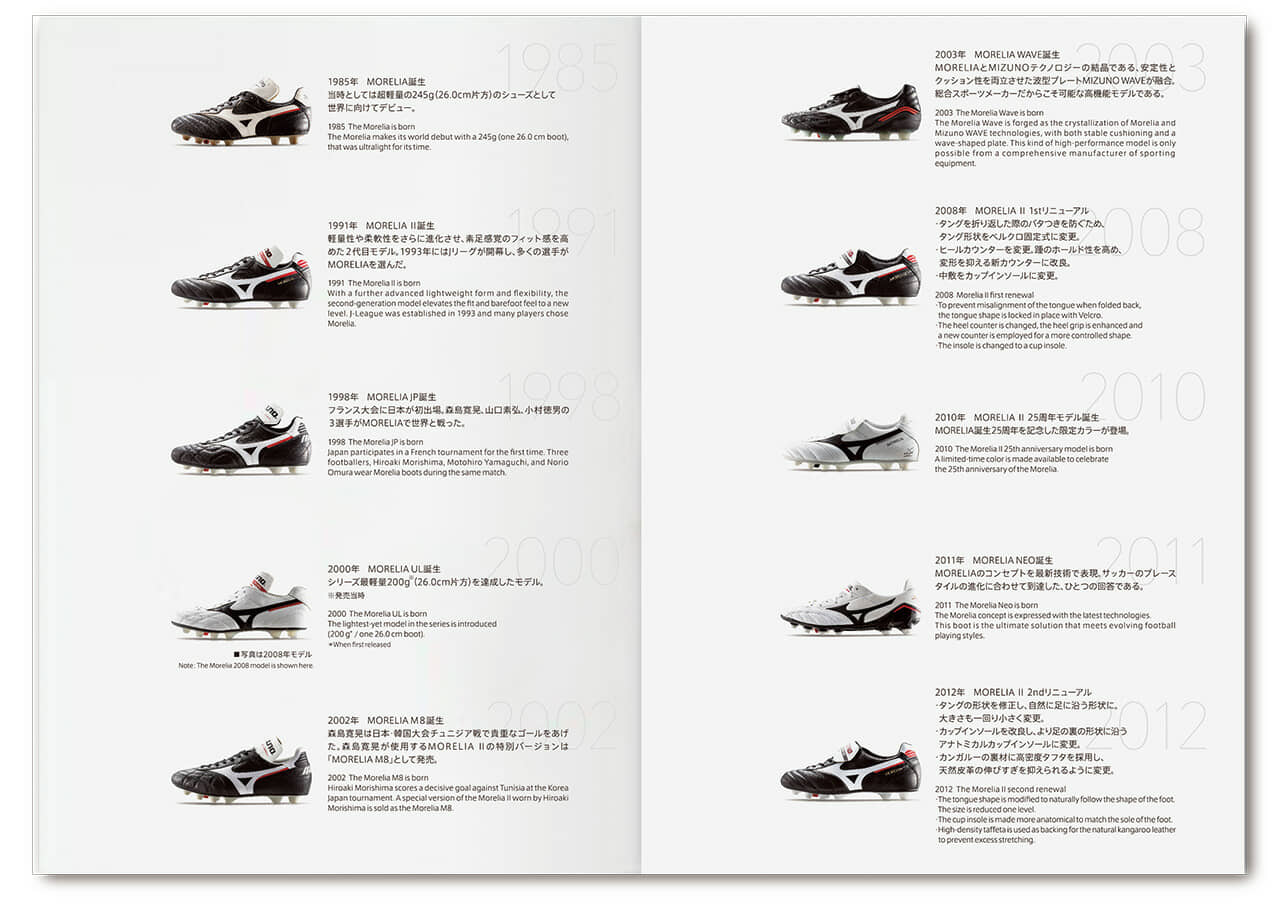 1985
1985年 MORELIA誕生
当時としては超軽量の245g(26.0cm片方)のシューズとして
世界に向けてデビュー。
1985 The Morelia is born
The Morelia makes its world debut with a 245g (one 26.0 cm boot),
that was ultralight for its time.
1991
1991年 MORELIA II誕生
軽量性や柔軟性をさらに進化させ、素足感覚のフィット感を高
めた2代目モデル。1993年にはJリーグが開幕し、多くの選手が
MORELIAを選んだ。
1991 The Morelia II is born
With a further advanced lightweight form and flexibility, the
second-generation model elevates the fit and barefoot feel to a new
level. J-League was established in 1993 and many players chose
Morelia.
1998
1998年 MORELIA JP誕生
フランス大会に日本が初出場。森島寛晃、山口素弘、小村徳男の
3選手がMORELIAで世界と戦った。
1998 The Morelia JP is born
Japan participates in a French tournament for the first time. Three
footballers, Hiroaki Morishima, Motohiro Yamaguchi, and Norio
Omura wear Morelia boots during the same match.
2000
2000年 MORELIA UL誕生
シリーズ最軽量200g※(26.0cm片方)を達成したモデル。
※発売当時
2000 The Morelia UL is born
The lightest-yet model in the series is introduced
(200 g* / one 26.0 cm boot).
*When first released
■写真は2008年モデル
Note: The Morelia 2008 model is shown here.
2002
2002年 MORELIA M8誕生
森島寛晃は日本・韓国大会チュニジア戦で貴重なゴールをあげ
た。森島寛晃が使用するMORELIA IIの特別バージョンは
「MORELIA M8」として発売。
2002 The Morelia M8 is born
Hiroaki Morishima scores a decisive goal against Tunisia at the Korea
Japan tournament. A special version of the Morelia II worn by Hiroaki
Morishima is sold as the Morelia M8.
2003
2003年 MORELIA WAVE誕生
MORELIAとMIZUNOテクノロジーの結晶である、安定性と
クッション性を両立させた波型プレートMIZUNO WAVEが融合。
総合スポーツメーカーだからこそ可能な高機能モデルである。
2003 The Morelia Wave is born
The Morelia Wave is forged as the crystallization of Morelia and
Mizuno WAVE technologies, with both stable cushioning and a
wave-shaped plate. This kind of high-performance model is only
possible from a comprehensive manufacturer of sporting
equipment.
2008
2008年 MORELIA II 1stリニューアル
・タングを折り返した際のバタつきを防ぐため、
タング形状をベルクロ固定式に変更。
・ヒールカウンターを変更。踵のホールド性を高め、
変形を抑える新カウンターに改良。
・中敷をカップインソールに変更。
2008 Morelia II first renewal
・To prevent misalignment of the tongue when folded back,
the tongue shape is locked in place with Velcro.
・The heel counter is changed, the heel grip is enhanced and
a new counter is employed for a more controlled shape.
・The insole is changed to a cup insole.
2010
2010年 MORELIA II 25周年モデル誕生
MORELIA誕生25周年を記念した限定カラーが登場。
2010 The Morelia II 25th anniversary model is born
A limited-time color is made available to celebrate
the 25th anniversary of the Morelia.
2011
2011年 MORELIA NEO誕生
MORELIAのコンセプトを最新技術で表現。サッカーのプレース
タイルの進化に合わせて到達した、ひとつの回答である。
2011 The Morelia Neo is born
The Morelia concept is expressed with the latest technologies.
This boot is the ultimate solution that meets evolving football
playing styles.
2012
2012年 MORELIA II 2ndリニューアル
・タングの形状を修正し、自然に足に沿う形状に。
大きさも一回り小さく変更。
・カップインソールを改良し、より足の裏の形状に沿う
アナトミカルカップインソールに変更。
・カンガルーの裏材に高密度タフタを採用し、
天然皮革の伸びすぎを抑えられるように変更。
2012 The Morelia II second renewal
・The tongue shape is modified to naturally follow the shape of the foot.
The size is reduced one level.
・The cup insole is made more anatomical to match the sole of the foot.
・High-density taffeta is used as backing for the natural kangaroo leather
to prevent excess stretching.